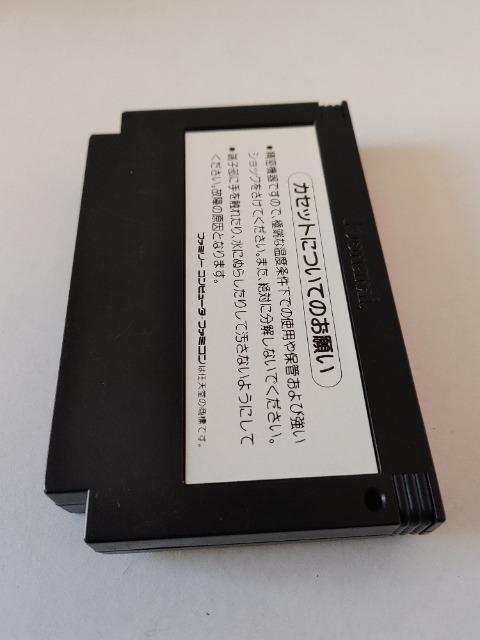 カセットについてのお願い
● 精密機器ですので、極端な温度条件下での使用や保管および強い
ショックをさけてください。また、絶対に分解しないでください。
● 端子部に手を触れたり、水にぬらしたりして汚さないようにして
ください。故障の原因となります。
ファミリーコンピュータ・ファミコンは任天堂の商標です。